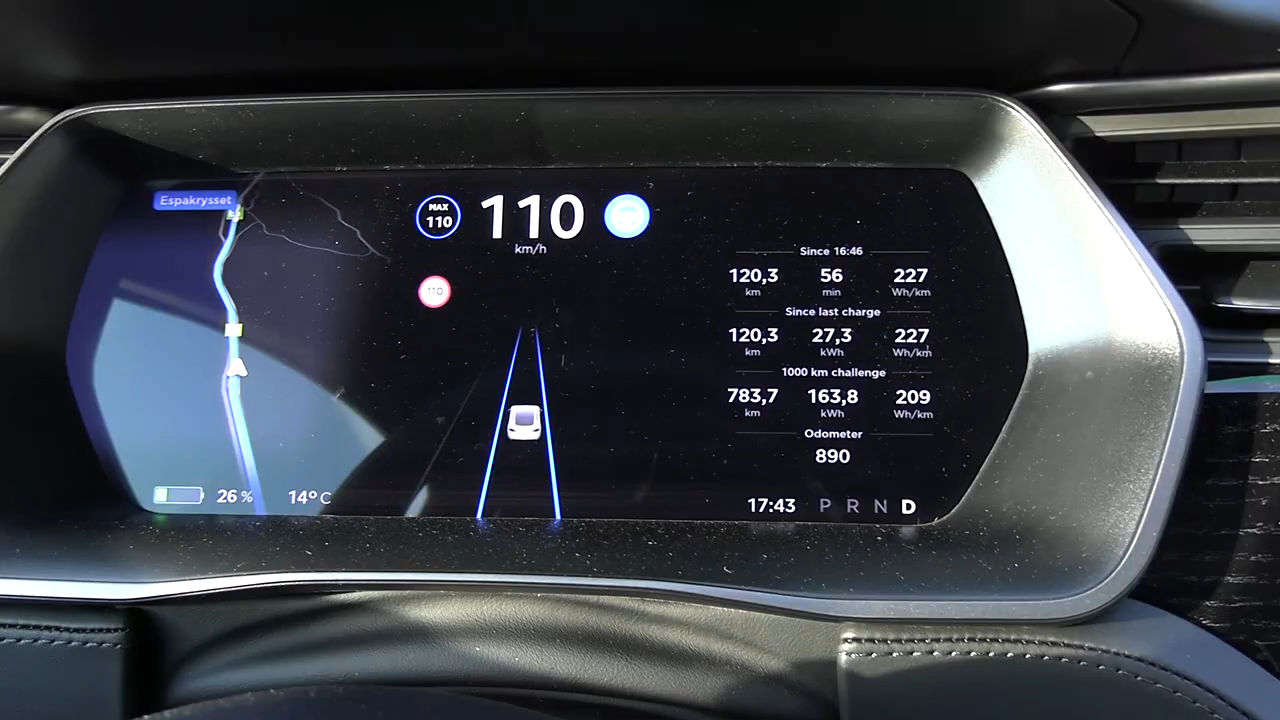 Espakrysset
MAX
110
110
km/h
110
Since 16:46
120,3 56 227
km min Wh/km
Since last charge
120,3 27,3 227
km kWh Wh/km
1000 km challenge
783,7 163,8 209
km kWh Wh/km
Odometer
890
26 % 14° C
17:43 P R N D